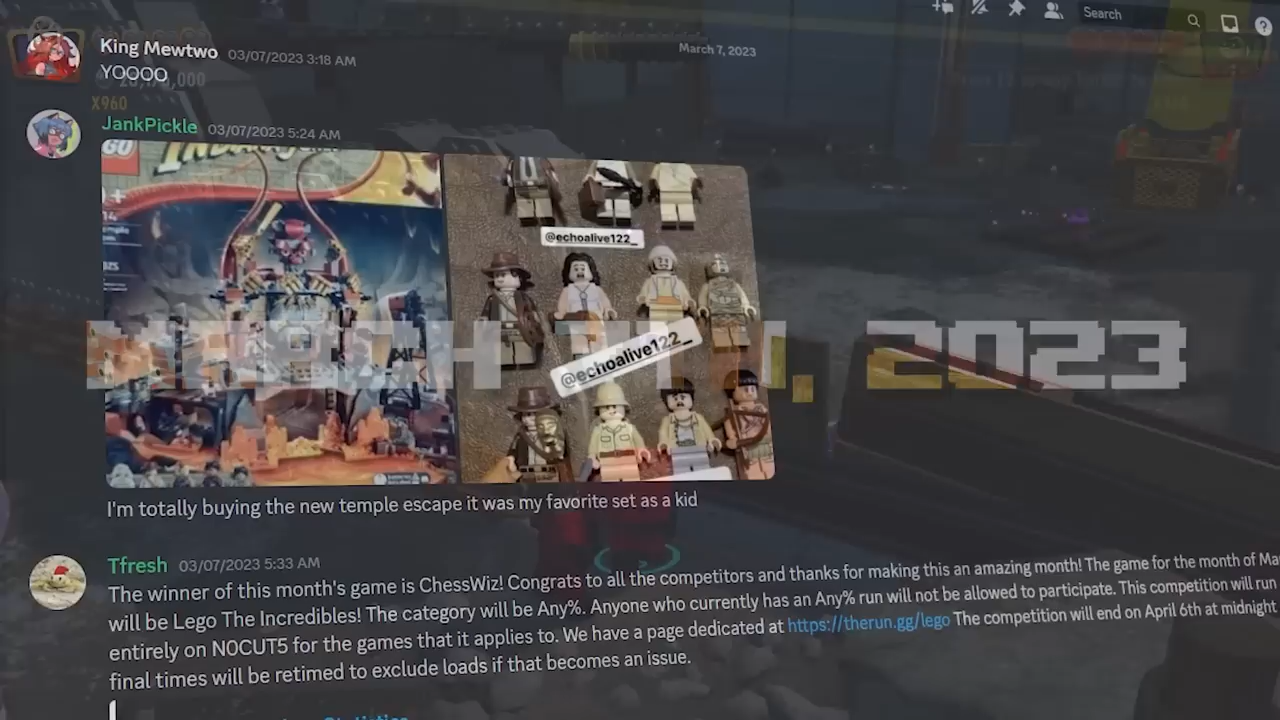 Search
March 7, 2023
King Mewtwo 03/07/2023 3:18 AM
YOOOO
X960
JankPickle 03/07/2023 5:24 AM
@echoalive122_
@echoalive122_
MARCH 7TH, 2023
I'm totally buying the new temple escape it was my favorite set as a kid
Tfresh 03/07/2023 5:33 AM
The winner of this month's game is ChessWiz! Congrats to all the competitors and thanks for making this an amazing month! The game for the month of
will be Lego The Incredibles! The category will be Any%. Anyone who currently has an Any% run will not be allowed to participate. This competition will run
entirely on N0CUT5 for the games that it applies to. We have a page dedicated at https://therun.gg/lego The competition will end on April 6th at midnight
final times will be retimed to exclude loads if that becomes an issue.